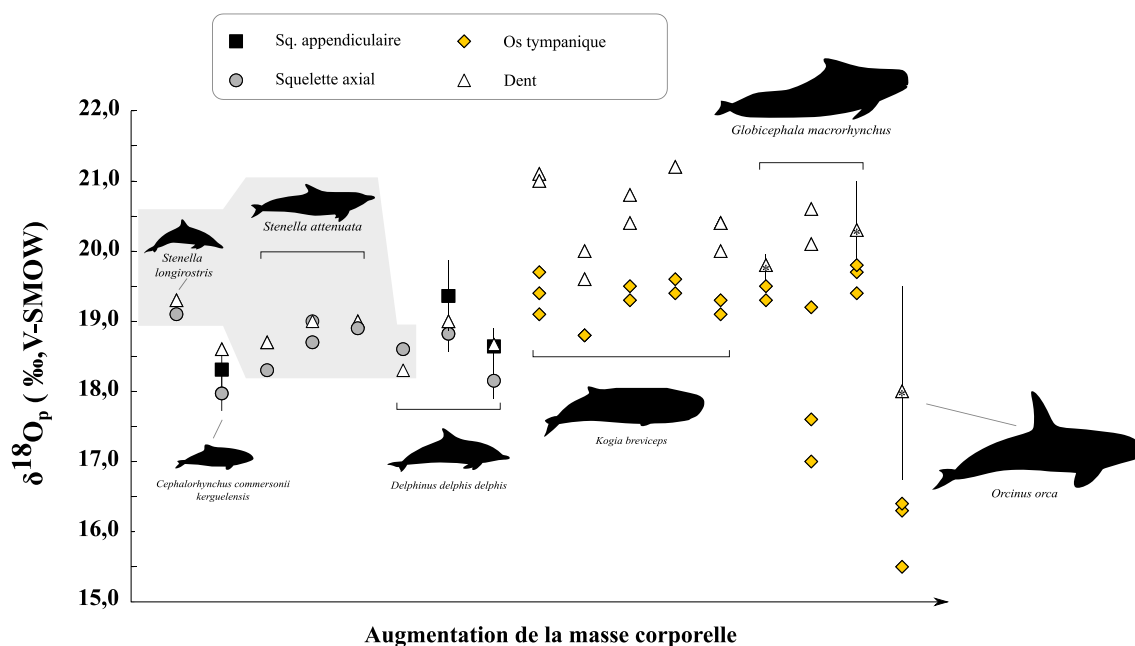 Sq. appendiculaire
Os tympanique
Squelette axial
Dent
δ18Op ( ‰,V-SMOW)
22,0
21,0
20,0
19,0
18,0
17,0
16,0
15,0
Globicephala macrorhynchus
Stenella attenuata
Stenella
longirostris
Cephalorhynchus commersonii
kerguelensis
Delphinus delphis delphis
Kogia breviceps
Orcinus orca
Augmentation de la masse corporelle